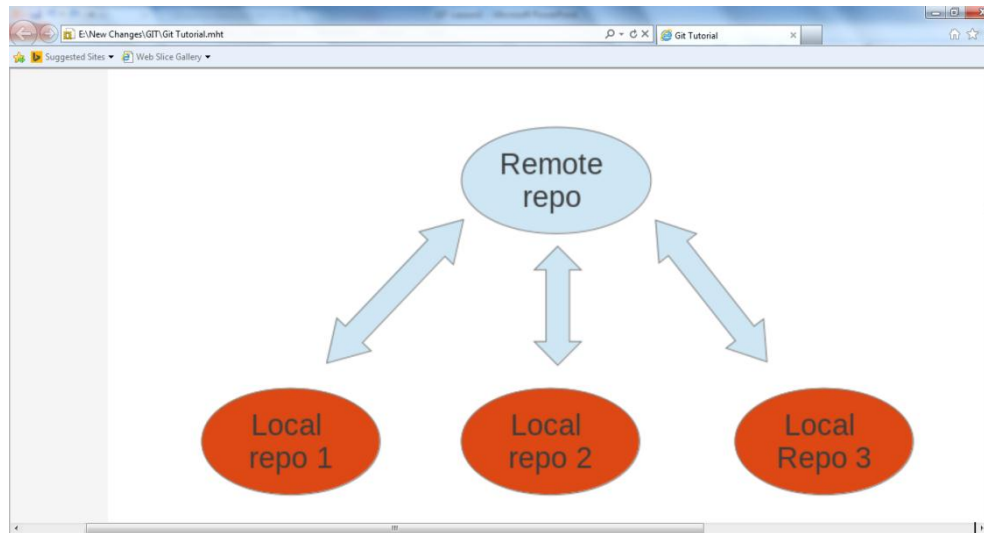 E:\New Changes\GIT\Git Tutorial.mht
Git Tutorial
Suggested Sites
Web Slice Gallery
Remote
repo
Local
repo 1
Local
repo 2
Local
Repo 3